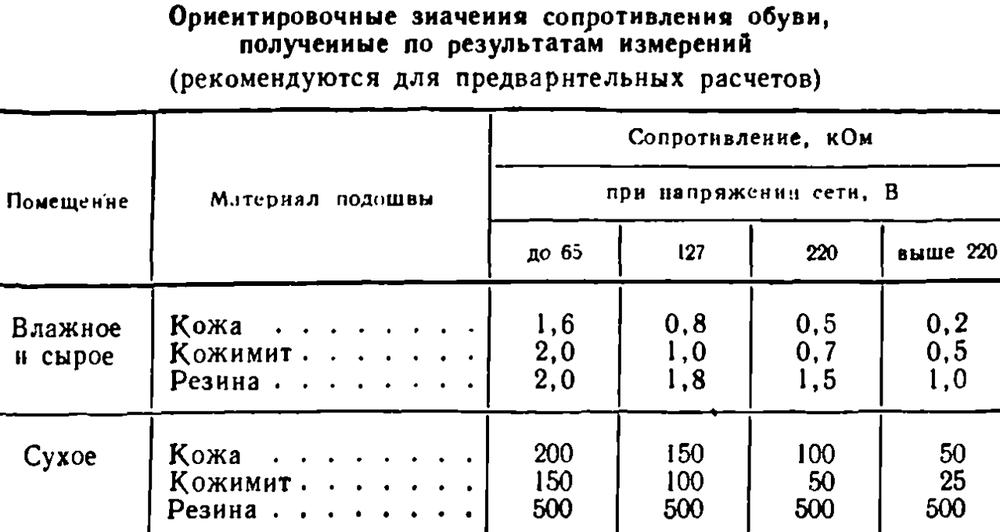 Ориентировочные значения сопротивления обуви,
полученные по результатам измерений
(рекомендуются для предварительных расчетов)
Помещение
Материал подошвы
Сопротивление, кОм
при напряжении сети, В
до 65 127 220 выше 220
Влажное и сырое
Кожа . . . . . . . . 1,6 0,8 0,5 0,2
Кожимит . . . . . . . 2,0 1,0 0,7 0,5
Резина . . . . . . . . 2,0 1,8 1,5 1,0
Сухое
Кожа . . . . . . . . 200 150 100 50
Кожимит . . . . . . . 150 100 50 25
Резина . . . . . . . . 500 500 500 500